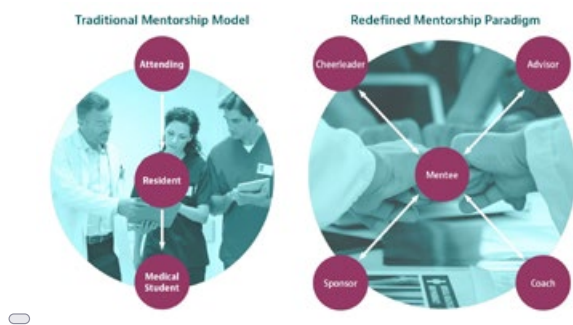 Traditional Mentorship Model
Attending
Resident
Medical
Student
Redefined Mentorship Paradigm
Cheerleader
Advisor
Mentee
Sponsor
Coach